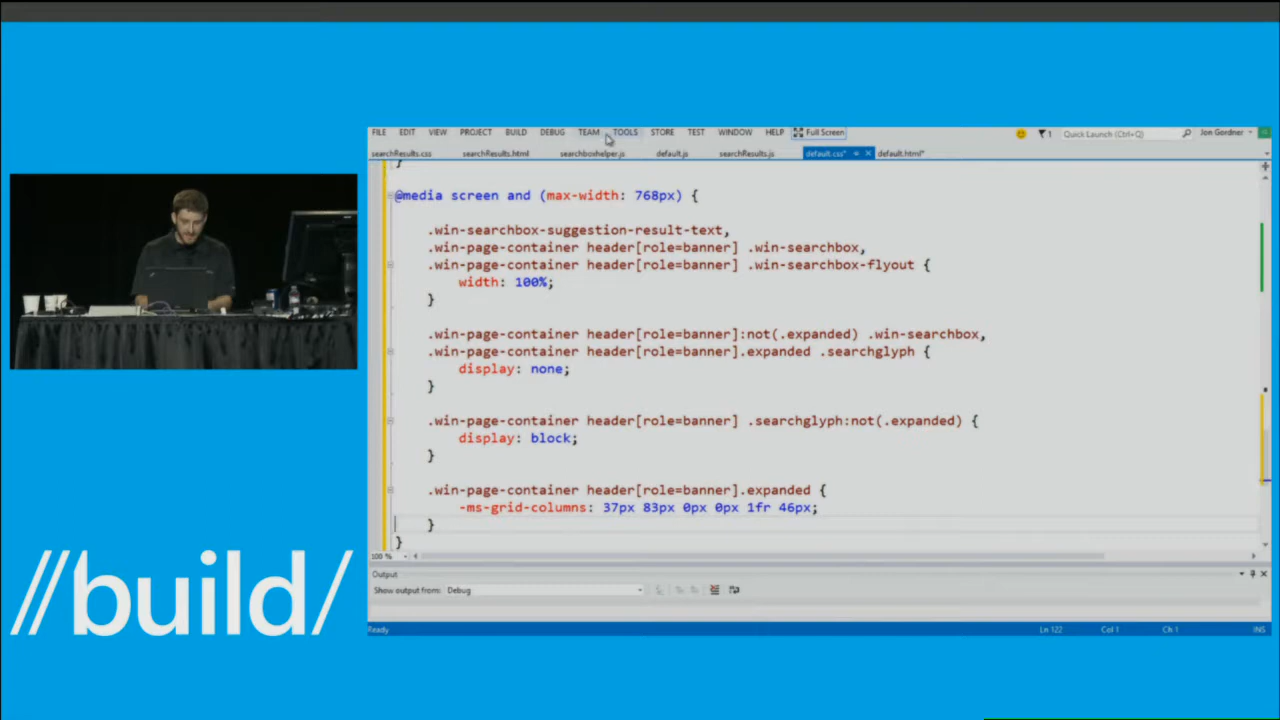 FILE EDIT VIEW PROJECT BUILD DEBUG TEAM TOOLS STORE TEST WINDOW HELP Full Screen 1 Quick Launch (Ctrl+Q) Jon Gordner
searchResults.css searchResults.html searchboxhelper.js default.js searchResults.js default.css* default.html*
}
@media screen and (max-width: 768px) {
.win-searchbox-suggestion-result-text,
.win-page-container header[role=banner] .win-searchbox,
.win-page-container header[role=banner] .win-searchbox-flyout {
width: 100%;
}
.win-page-container header[role=banner]:not(.expanded) .win-searchbox,
.win-page-container header[role=banner].expanded .searchglyph {
display: none;
}
.win-page-container header[role=banner] .searchglyph:not(.expanded) {
display: block;
}
.win-page-container header[role=banner].expanded {
-ms-grid-columns: 37px 83px 0px 0px 1fr 46px;
}
}
100 %
Output
Show output from: Debug
Ready Ln 122 Col 1 Ch 1 INS
//build/